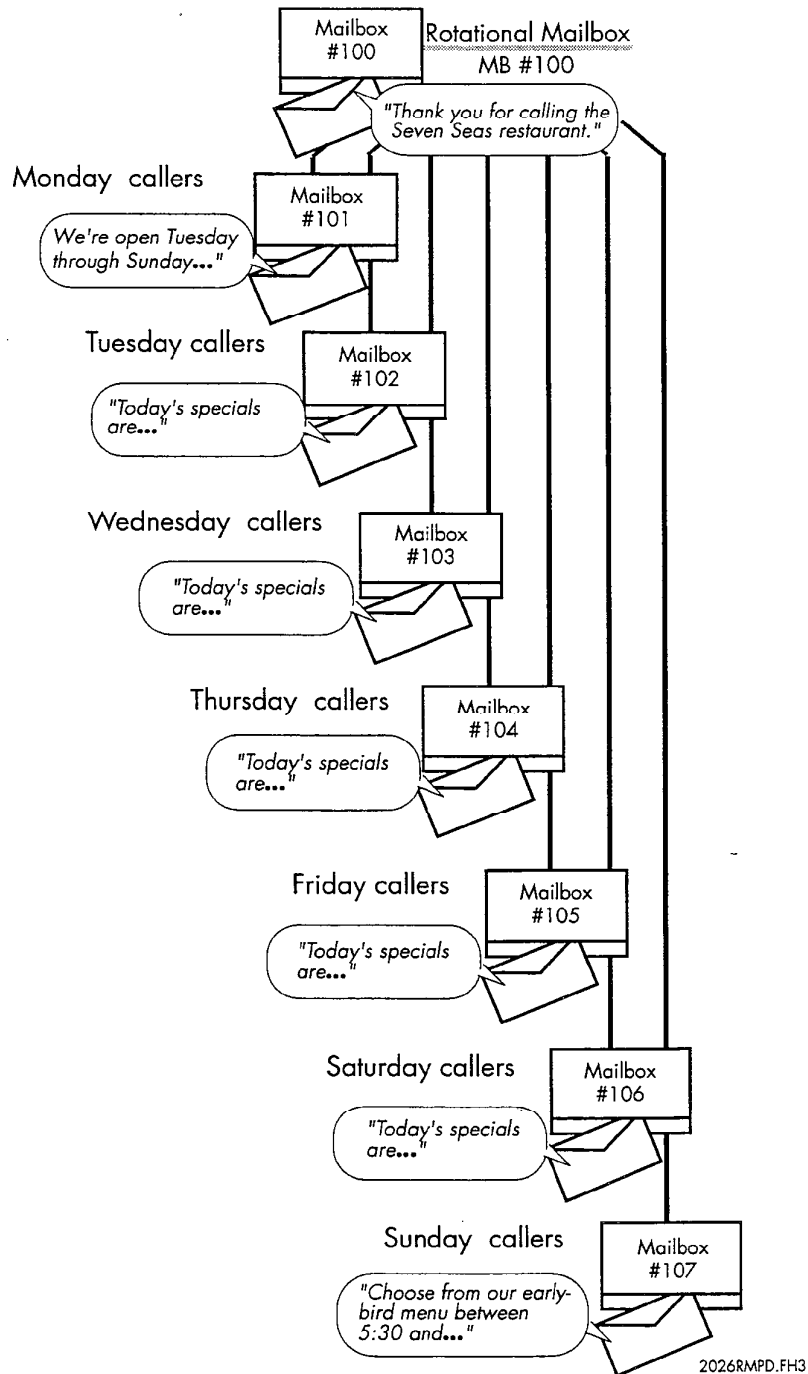 Mailbox
#100
Rotational Mailbox
MB #100
"Thank you for calling the
Seven Seas restaurant."
Monday callers
Mailbox
#101
We're open Tuesday
through Sunday..."
Tuesday callers
Mailbox
#102
"Today's specials
are..."
Wednesday callers
Mailbox
#103
"Today's specials
are..."
Thursday callers
Mailbox
#104
"Today's specials
are..."
Friday callers
Mailbox
#105
"Today's specials
are..."
Saturday callers
Mailbox
#106
"Today's specials
are..."
Sunday callers
Mailbox
#107
"Choose from our early-
bird menu between
5:30 and..."
2026RMPD.FH3